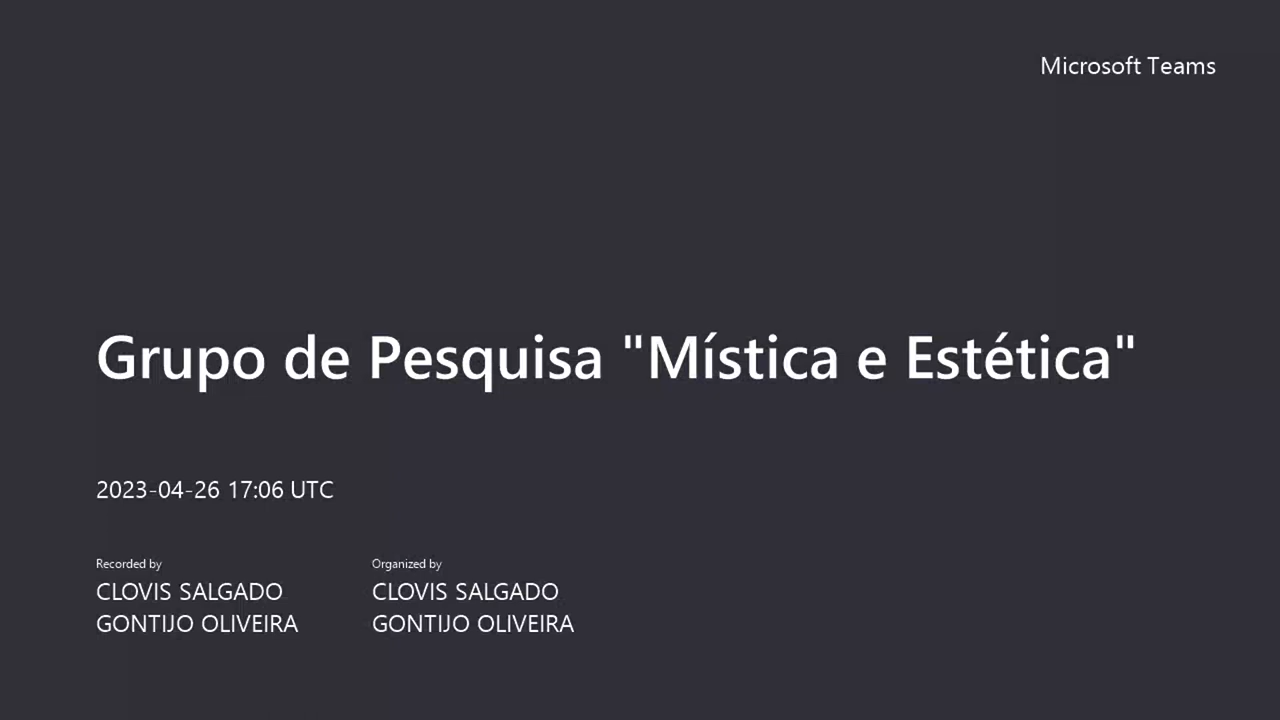 Microsoft Teams
Grupo de Pesquisa "Mística e Estética"
2023-04-26 17:06 UTC
Recorded by
CLOVIS SALGADO
GONTIJO OLIVEIRA
Organized by
CLOVIS SALGADO
GONTIJO OLIVEIRA